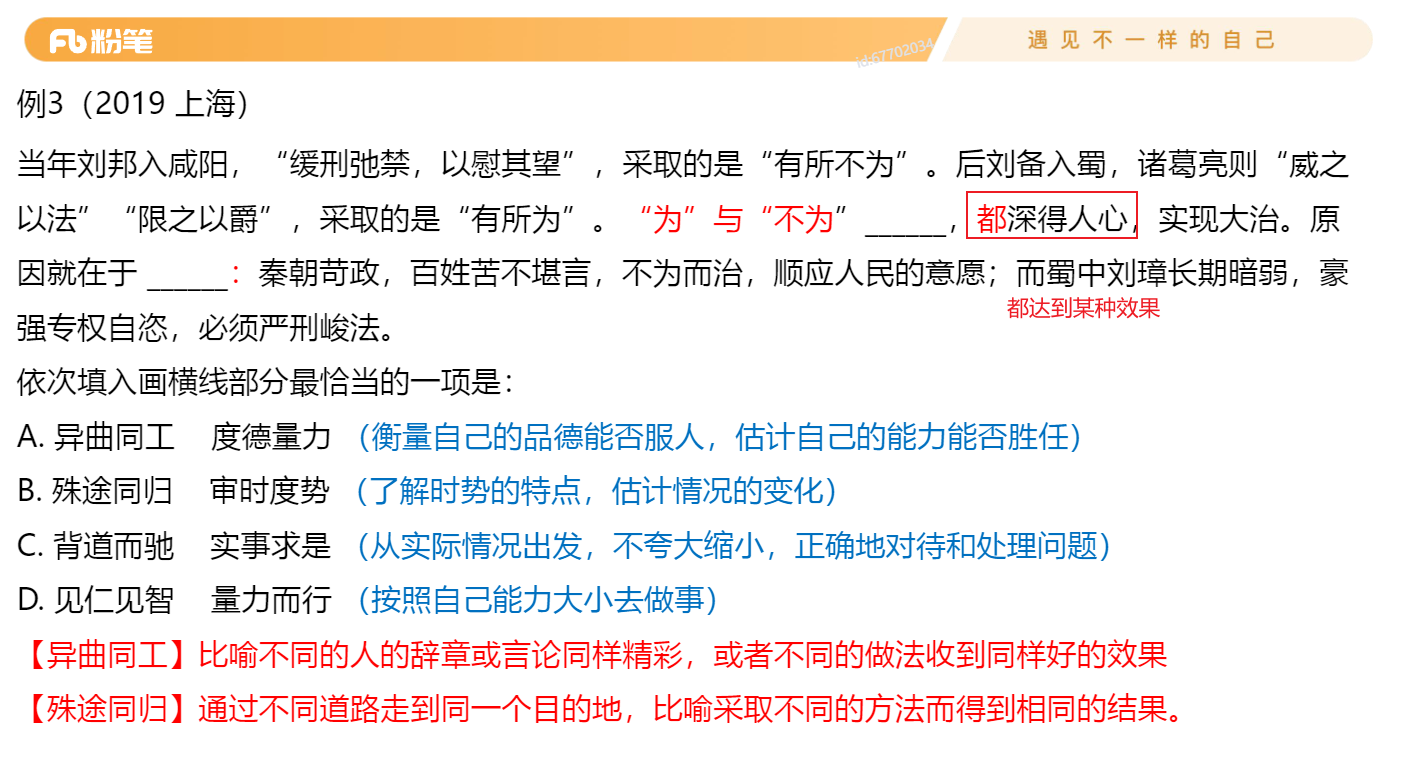 粉笔
遇见不一样的自己
id:67702034
例3（2019 上海）
当年刘邦入咸阳，“缓刑弛禁，以慰其望”，采取的是“有所不为”。后刘备入蜀，诸葛亮则“威之
以法”“限之以爵”，采取的是“有所为”。“为”与“不为”______，都深得人心，实现大治。原
因就在于 ______：秦朝苛政，百姓苦不堪言，不为而治，顺应人民的意愿；而蜀中刘璋长期暗弱，豪
都达到某种效果
强专权自恣，必须严刑峻法。
依次填入画横线部分最恰当的一项是：
A. 异曲同工 度德量力 （衡量自己的品德能否服人，估计自己的能力能否胜任）
B. 殊途同归 审时度势 （了解时势的特点，估计情况的变化）
C. 背道而驰 实事求是 （从实际情况出发，不夸大缩小，正确地对待和处理问题）
D. 见仁见智 量力而行 （按照自己能力大小去做事）
【异曲同工】比喻不同的人的辞章或言论同样精彩，或者不同的做法收到同样好的效果
【殊途同归】通过不同道路走到同一个目的地，比喻采取不同的方法而得到相同的结果。